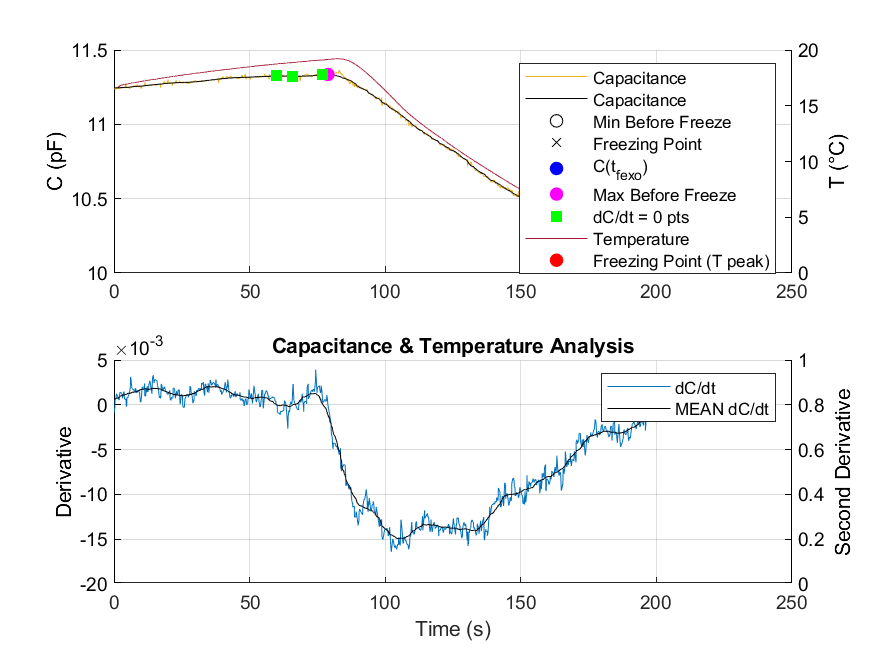 11.5
11
10.5
10
C (pF)
0
50
100
150
200
250
20
15
10
5
0
T (°C)
Capacitance
Capacitance
Min Before Freeze
Freezing Point
C(t_fexo)
Max Before Freeze
dC/dt = 0 pts
Temperature
Freezing Point (T peak)
Capacitance & Temperature Analysis
×10^-3
5
0
-5
-10
-15
-20
Derivative
0
50
100
150
200
250
Time (s)
1
0.8
0.6
0.4
0.2
0
Second Derivative
dC/dt
MEAN dC/dt